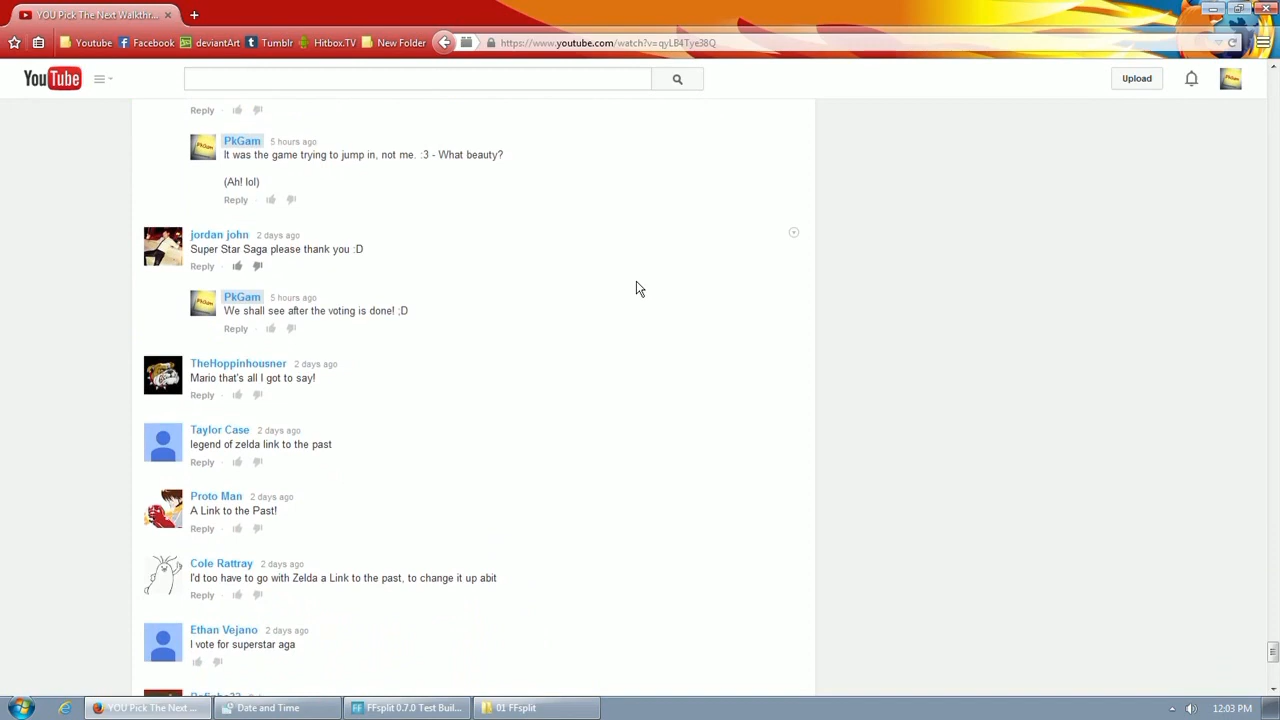 YOU Pick The Next Walkthr...
Youtube
Facebook
deviantArt
Tumblr
Hitbox.TV
New Folder
https://www.youtube.com/watch?v=qyLB4Tye38Q
YouTube
Upload
Reply
PkGam 5 hours ago
It was the game trying to jump in, not me. :3 - What beauty?
(Ah! lol)
Reply
jordan john 2 days ago
Super Star Saga please thank you :D
Reply
PkGam 5 hours ago
We shall see after the voting is done! ;D
Reply
TheHoppinhousner 2 days ago
Mario that's all I got to say!
Reply
Taylor Case 2 days ago
legend of zelda link to the past
Reply
Proto Man 2 days ago
A Link to the Past!
Reply
Cole Rattray 2 days ago
I'd too have to go with Zelda a Link to the past, to change it up abit
Reply
Ethan Vejano 2 days ago
I vote for superstar aga
YOU Pick The Next ...
Date and Time
FFsplit 0.7.0 Test Buil...
01 FFsplit
12:03 PM